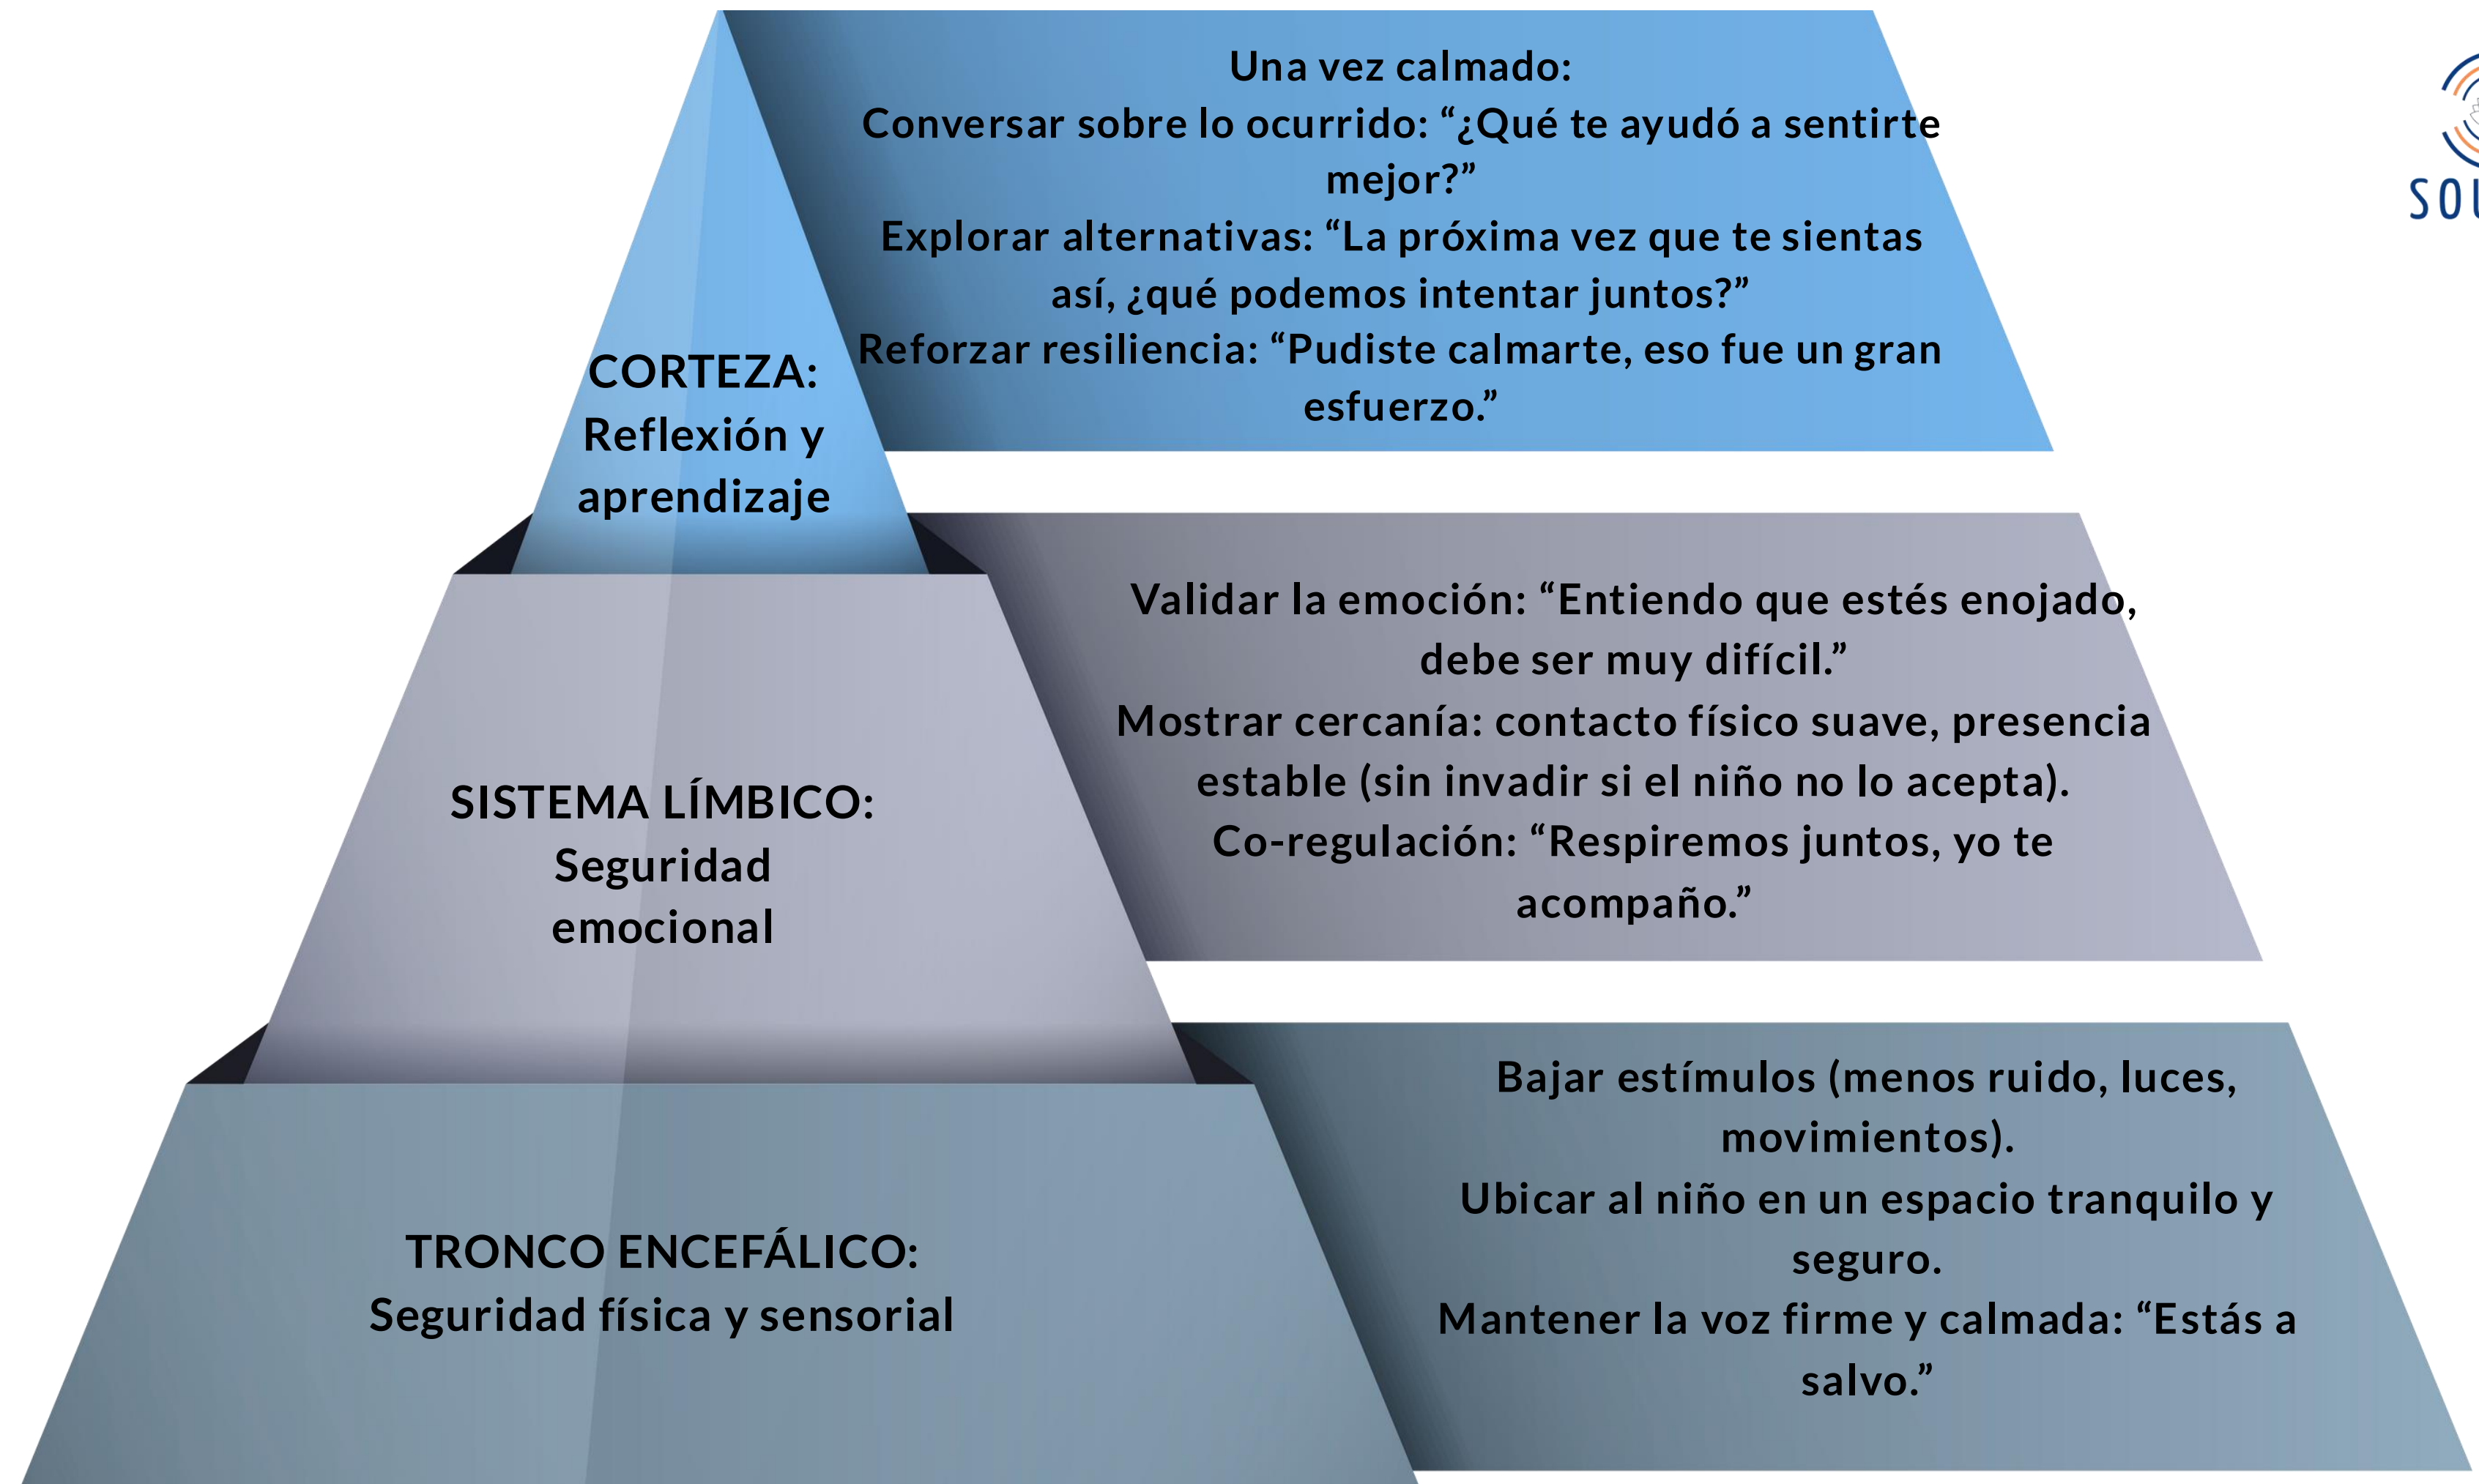 Una vez calmado:
Conversar sobre lo ocurrido: “¿Qué te ayudó a sentirte
mejor?”
Explorar alternativas: “La próxima vez que te sientas
así, ¿qué podemos intentar juntos?”
Reforzar resiliencia: “Pudiste calmarte, eso fue un gran
esfuerzo.”
CORTEZA:
Reflexión y
aprendizaje
Validar la emoción: “Entiendo que estés enojado,
debe ser muy difícil.”
Mostrar cercanía: contacto físico suave, presencia
estable (sin invadir si el niño no lo acepta).
Co-regulación: “Respiremos juntos, yo te
acompaño.”
SISTEMA LÍMBICO:
Seguridad
emocional
Bajar estímulos (menos ruido, luces,
movimientos).
Ubicar al niño en un espacio tranquilo y
seguro.
Mantener la voz firme y calmada: “Estás a
salvo.”
TRONCO ENCEFÁLICO:
Seguridad física y sensorial